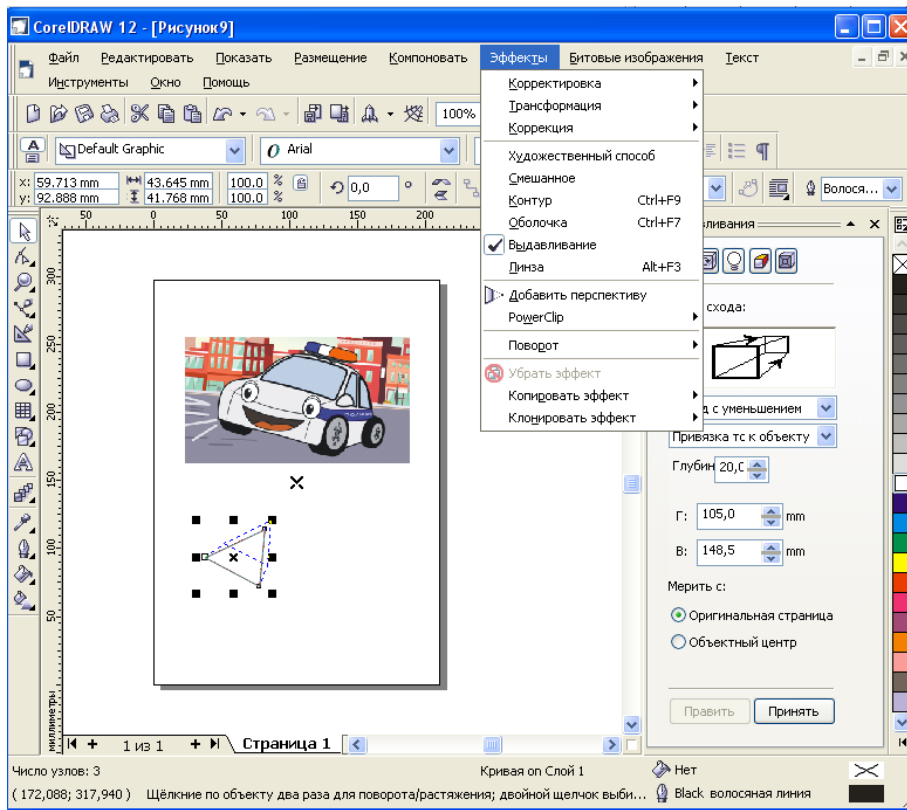 CorelDRAW 12 - [Рисунок9]
Файл Редактировать Показать Размещение Компоновать Эффекты Битовые изображения Текст
Инструменты Окно Помощь
100%
Default Graphic Arial
x: 59.713 mm 43.645 mm 100.0 % 0,0 ° Волося...
y: 92.888 mm 41.768 mm 100.0 %
50 0 50 100 150 200
Корректировка
Трансформация
Коррекция
Художественный способ
Смешанное
Контур Ctrl+F9
Оболочка Ctrl+F7
Выдавливание
Линза Alt+F3
Добавить перспективу
PowerClip
Поворот
Убрать эффект
Копировать эффект
Клонировать эффект
ливания
схода:
д с уменьшением
Привязка тс к объекту
Глубин 20,0
Г: 105,0 mm
В: 148,5 mm
Мерить с:
Оригинальная страница
Объектный центр
Править Принять
300
250
200
150
100
50
миллиметры
1 из 1 Страница 1
Число узлов: 3 Кривая on Слой 1 Нет
( 172,088; 317,940 ) Щёлкние по объекту два раза для поворота/растяжения; двойной щелчок выби... Black волосяная линия